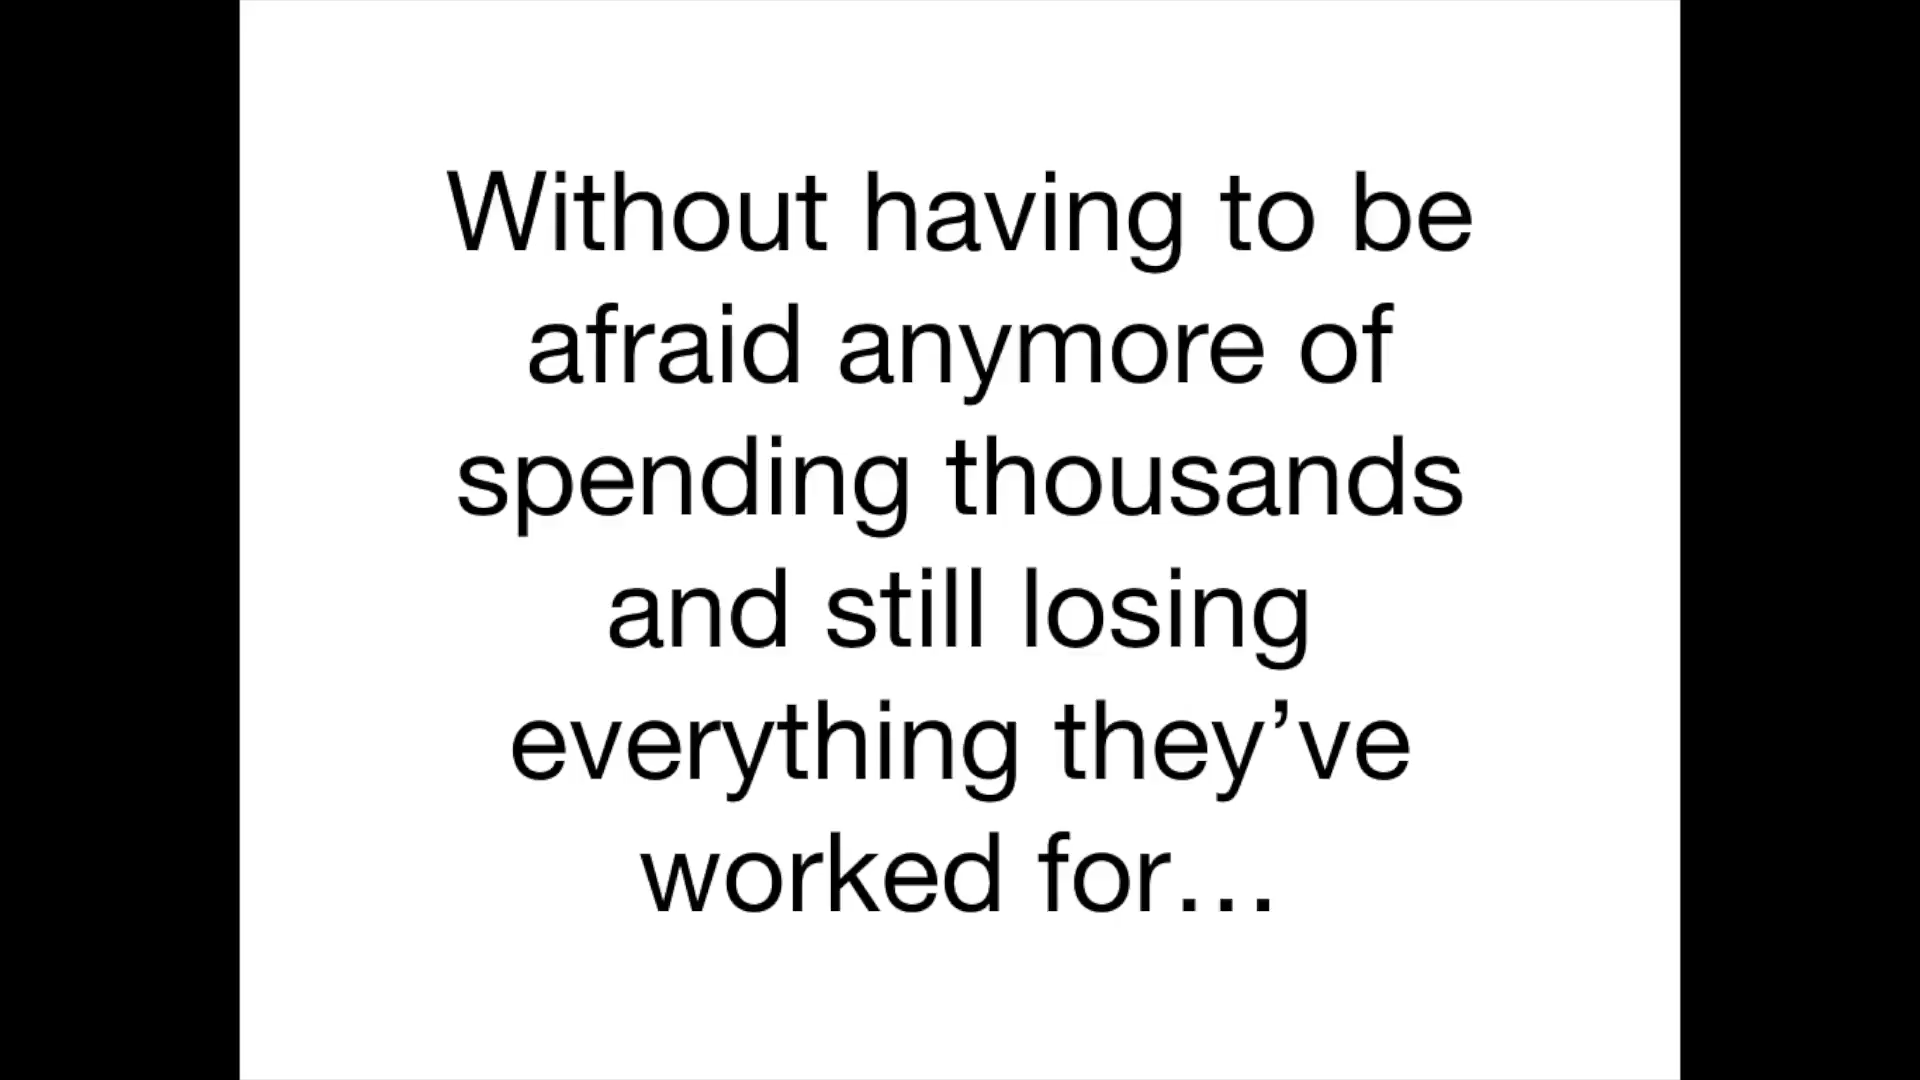 Without having to be
afraid anymore of
spending thousands
and still losing
everything they’ve
worked for…